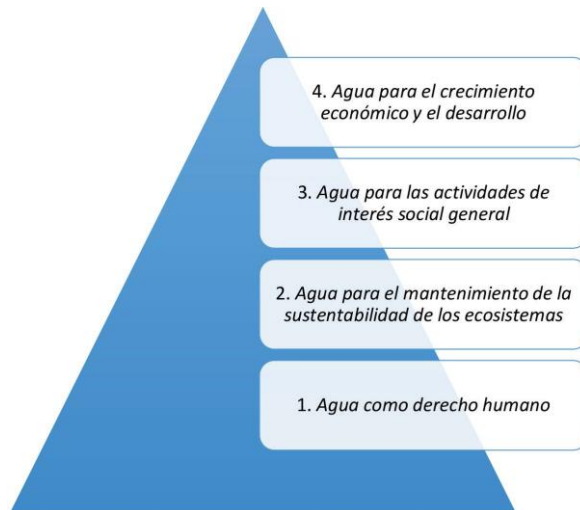 4. Agua para el crecimiento
económico y el desarrollo
3. Agua para las actividades de
interés social general
2. Agua para el mantenimiento de la
sustentabilidad de los ecosistemas
1. Agua como derecho humano